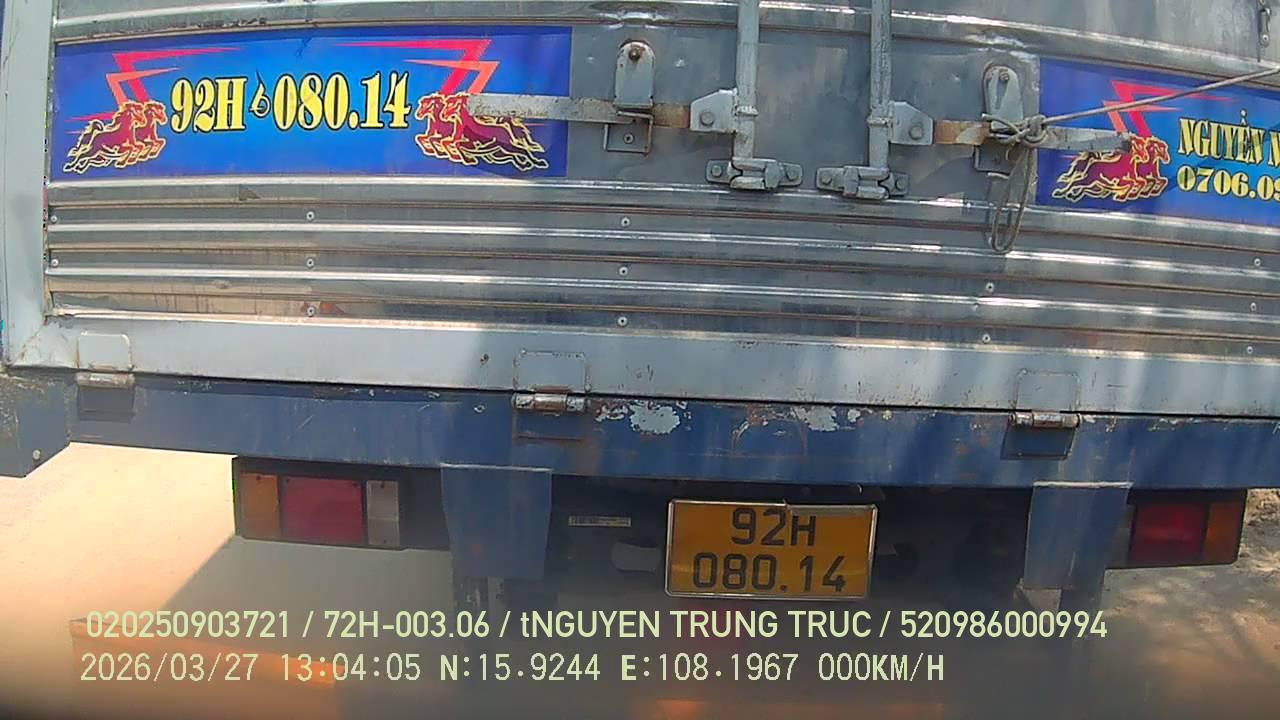 92H 080.14
NGUYỄN
0706.0
92H
080.14
020250903721 / 72H-003.06 / tNGUYEN TRUNG TRUC / 520986000994
2026/03/27 13:04:05 N:15.9244 E:108.1967 000KM/H